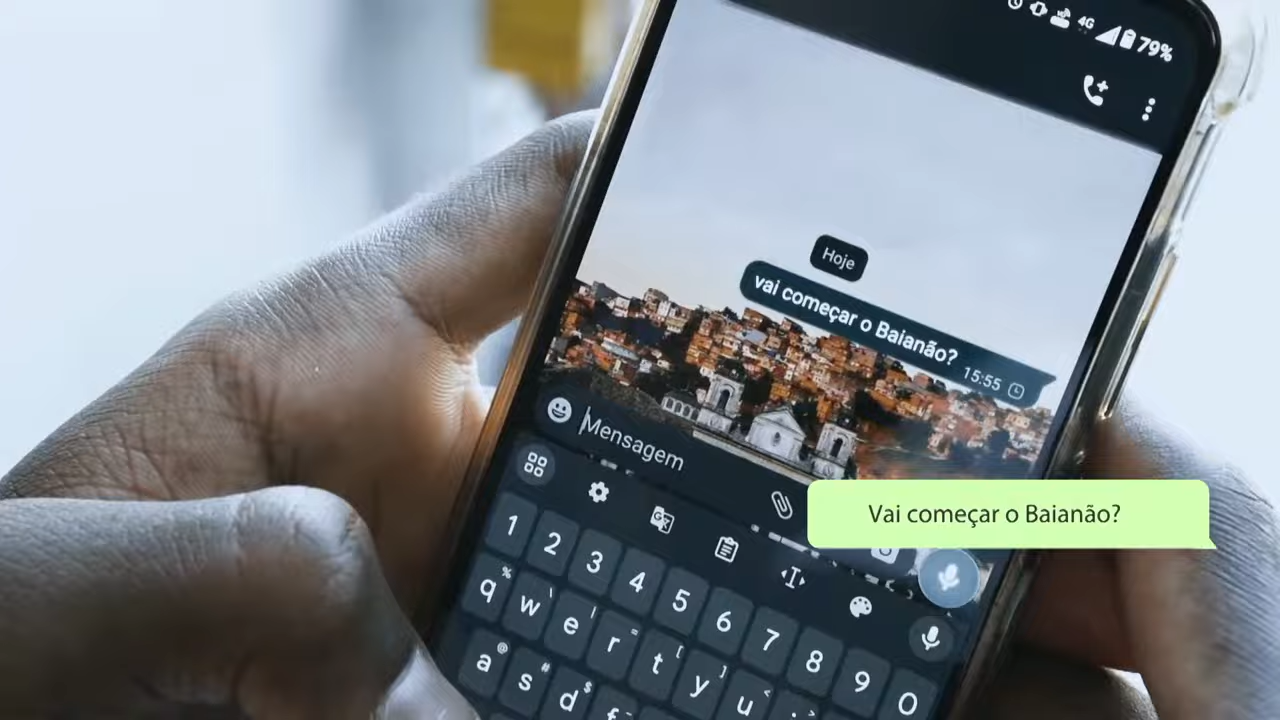 4G 79%
Hoje
vai começar o Baianão? 15:55
Mensagem
Vai começar o Baianão?
1 2 3 4 5 6 7 8 9 0
q w e r t y u
a s d f